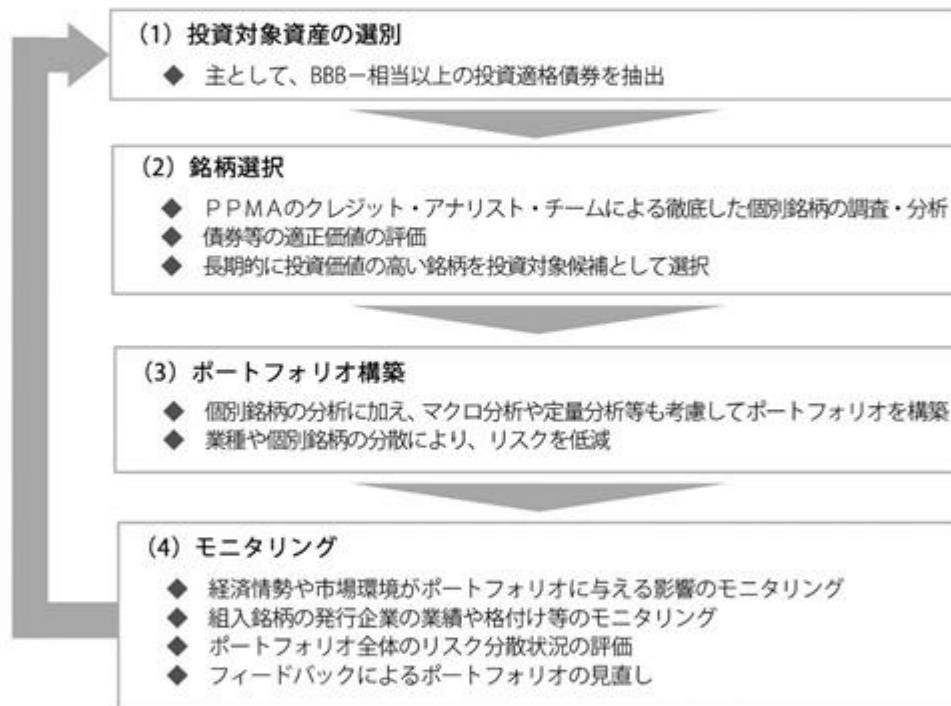 (1)投資対象資産の選別
◆ 主として、BBB－相当以上の投資適格債券を抽出
(2)銘柄選択
◆ ＰＰＭＡのクレジット・アナリスト・チームによる徹底した個別銘柄の調査・分析
◆ 債券等の適正価値の評価
◆ 長期的に投資価値の高い銘柄を投資対象候補として選択
(3)ポートフォリオ構築
◆ 個別銘柄の分析に加え、マクロ分析や定量分析等も考慮してポートフォリオを構築
◆ 業種や個別銘柄の分散により、リスクを低減
(4)モニタリング
◆ 経済情勢や市場環境がポートフォリオに与える影響のモニタリング
◆ 組入銘柄の発行企業の業績や格付け等のモニタリング
◆ ポートフォリオ全体のリスク分散状況の評価
◆ フィードバックによるポートフォリオの見直し